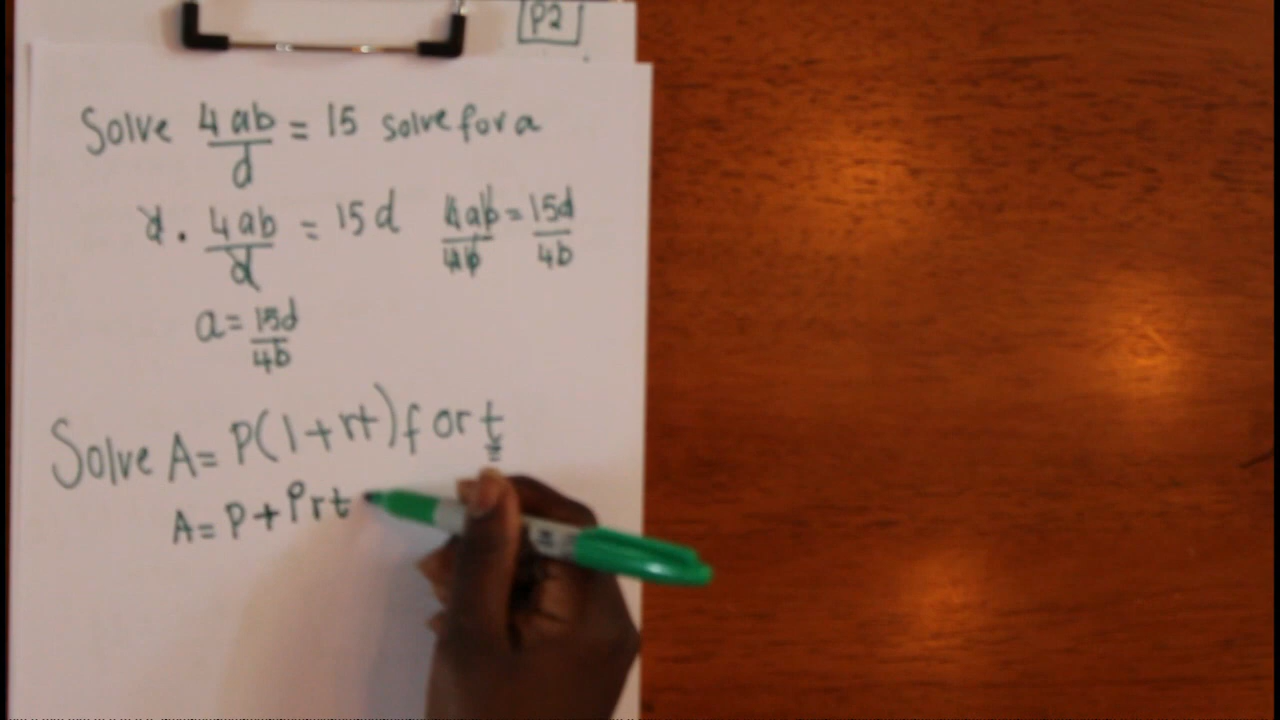 P2
Solve 4ab/d = 15 solve for a
d · 4ab/d = 15d 4ab/4b = 15d/4b
a = 15d/4b
Solve A = P(1+rt) for t
A = P + Prt